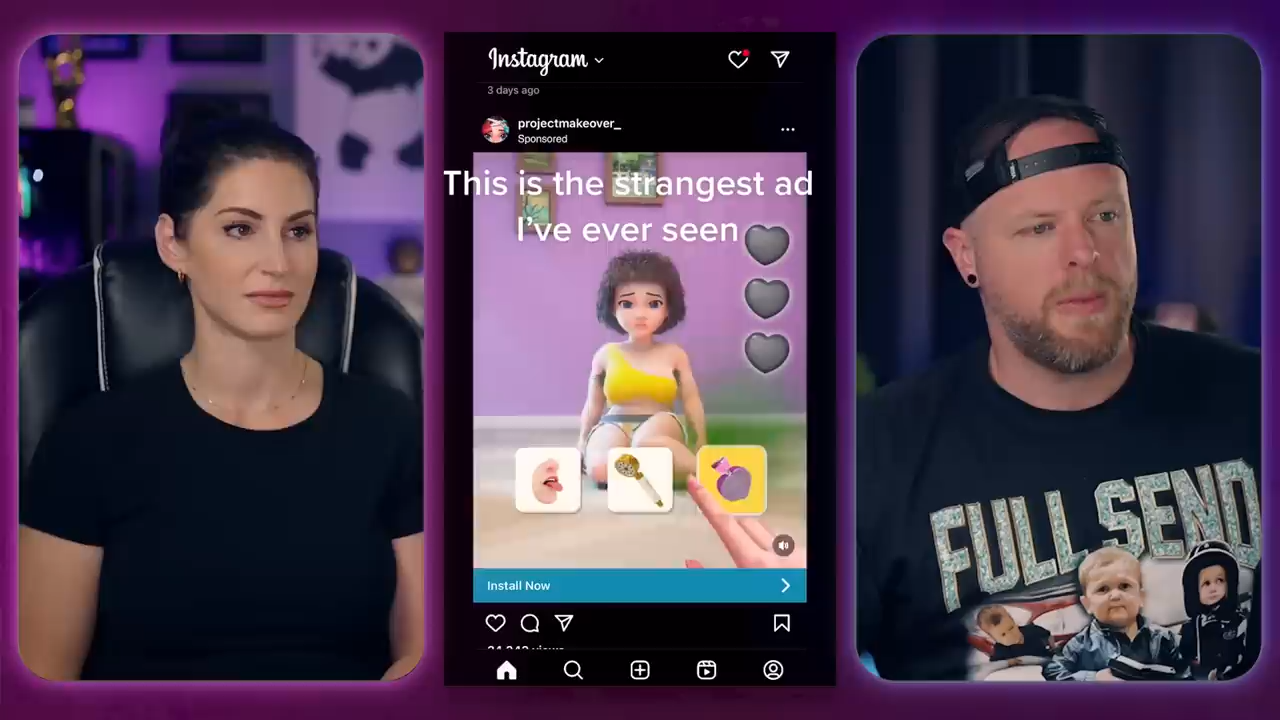 Instagram
3 days ago
projectmakeover_
Sponsored
This is the strangest ad
I've ever seen
Install Now
FULL SEND